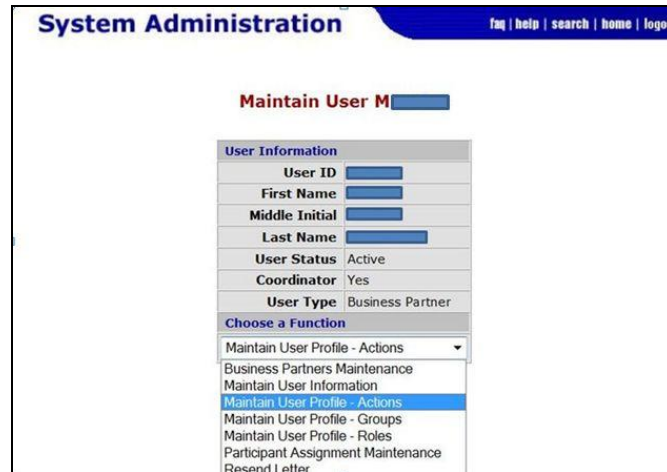 System Administration
faq | help | search | home | logo
Maintain User M
User Information
User ID
First Name
Middle Initial
Last Name
User Status Active
Coordinator Yes
User Type Business Partner
Choose a Function
Maintain User Profile - Actions
Business Partners Maintenance
Maintain User Information
Maintain User Profile - Actions
Maintain User Profile - Groups
Maintain User Profile - Roles
Participant Assignment Maintenance
Resend Letter